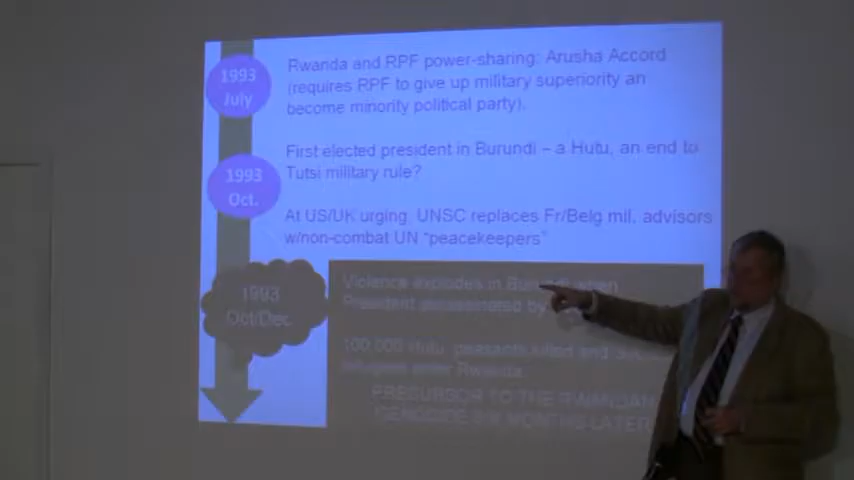 1993
July
Rwanda and RPF power-sharing: Arusha Accord
(requires RPF to give up military superiority an
become minority political party).
1993
Oct.
First elected president in Burundi – a Hutu, an end to
Tutsi military rule?
At US/UK urging, UNSC replaces Fr/Belg mil. advisors
w/non-combat UN "peacekeepers"
1993
Oct/Dec
Violence explodes in Burundi when
President assassinated by
100,000 Hutu peasants killed and
refugees enter Rwanda
PRECURSOR TO THE RWANDAN
GENOCIDE MONTHS LATER